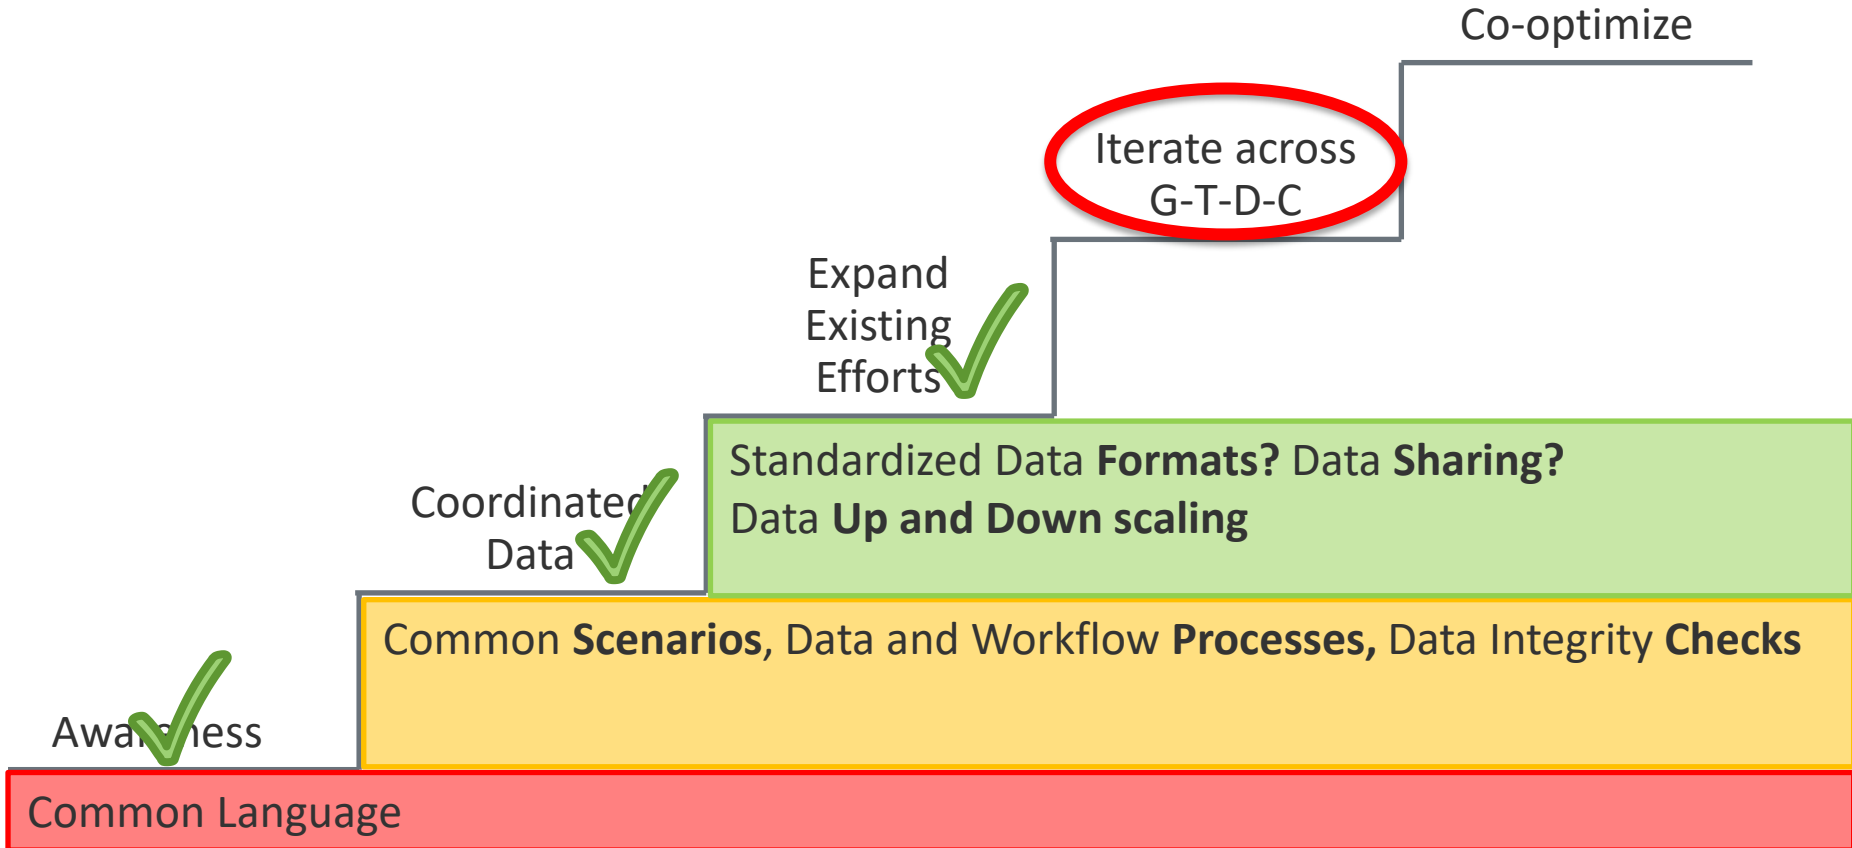 Co-optimize
Iterate across
G-T-D-C
Expand
Existing
Efforts
Standardized Data Formats? Data Sharing?
Data Up and Down scaling
Coordinated
Data
Common Scenarios, Data and Workflow Processes, Data Integrity Checks
Awareness
Common Language